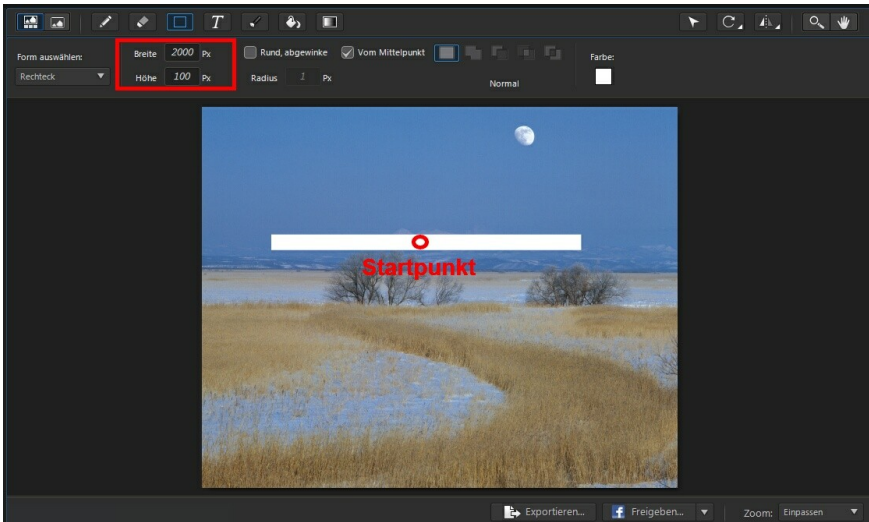 T
Form auswählen:
Rechteck
Breite 2000 Px
Höhe 100 Px
Rund, abgewinke
Vom Mittelpunkt
Radius 1 Px
Normal
Farbe:
Startpunkt
Exportieren...
f Freigeben...
Zoom: Einpassen